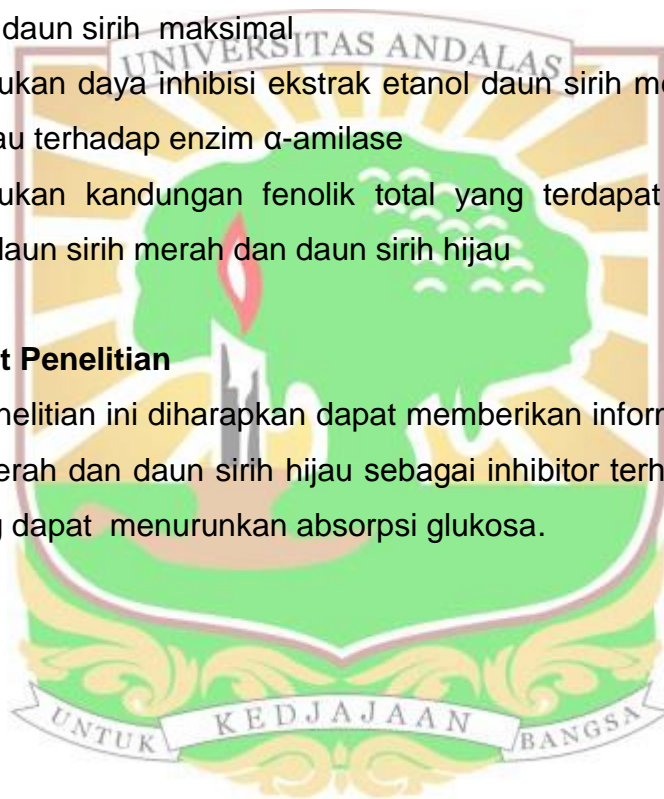 daun sirih maksimal
UNIVERSITAS ANDALAS
ukan daya inhibisi ekstrak etanol daun sirih me
au terhadap enzim α-amilase
ukan kandungan fenolik total yang terdapat
daun sirih merah dan daun sirih hijau
t Penelitian
nelitian ini diharapkan dapat memberikan inforr
erah dan daun sirih hijau sebagai inhibitor terh
g dapat menurunkan absorpsi glukosa.
UNTUK KEDJAJAAN BANGSA